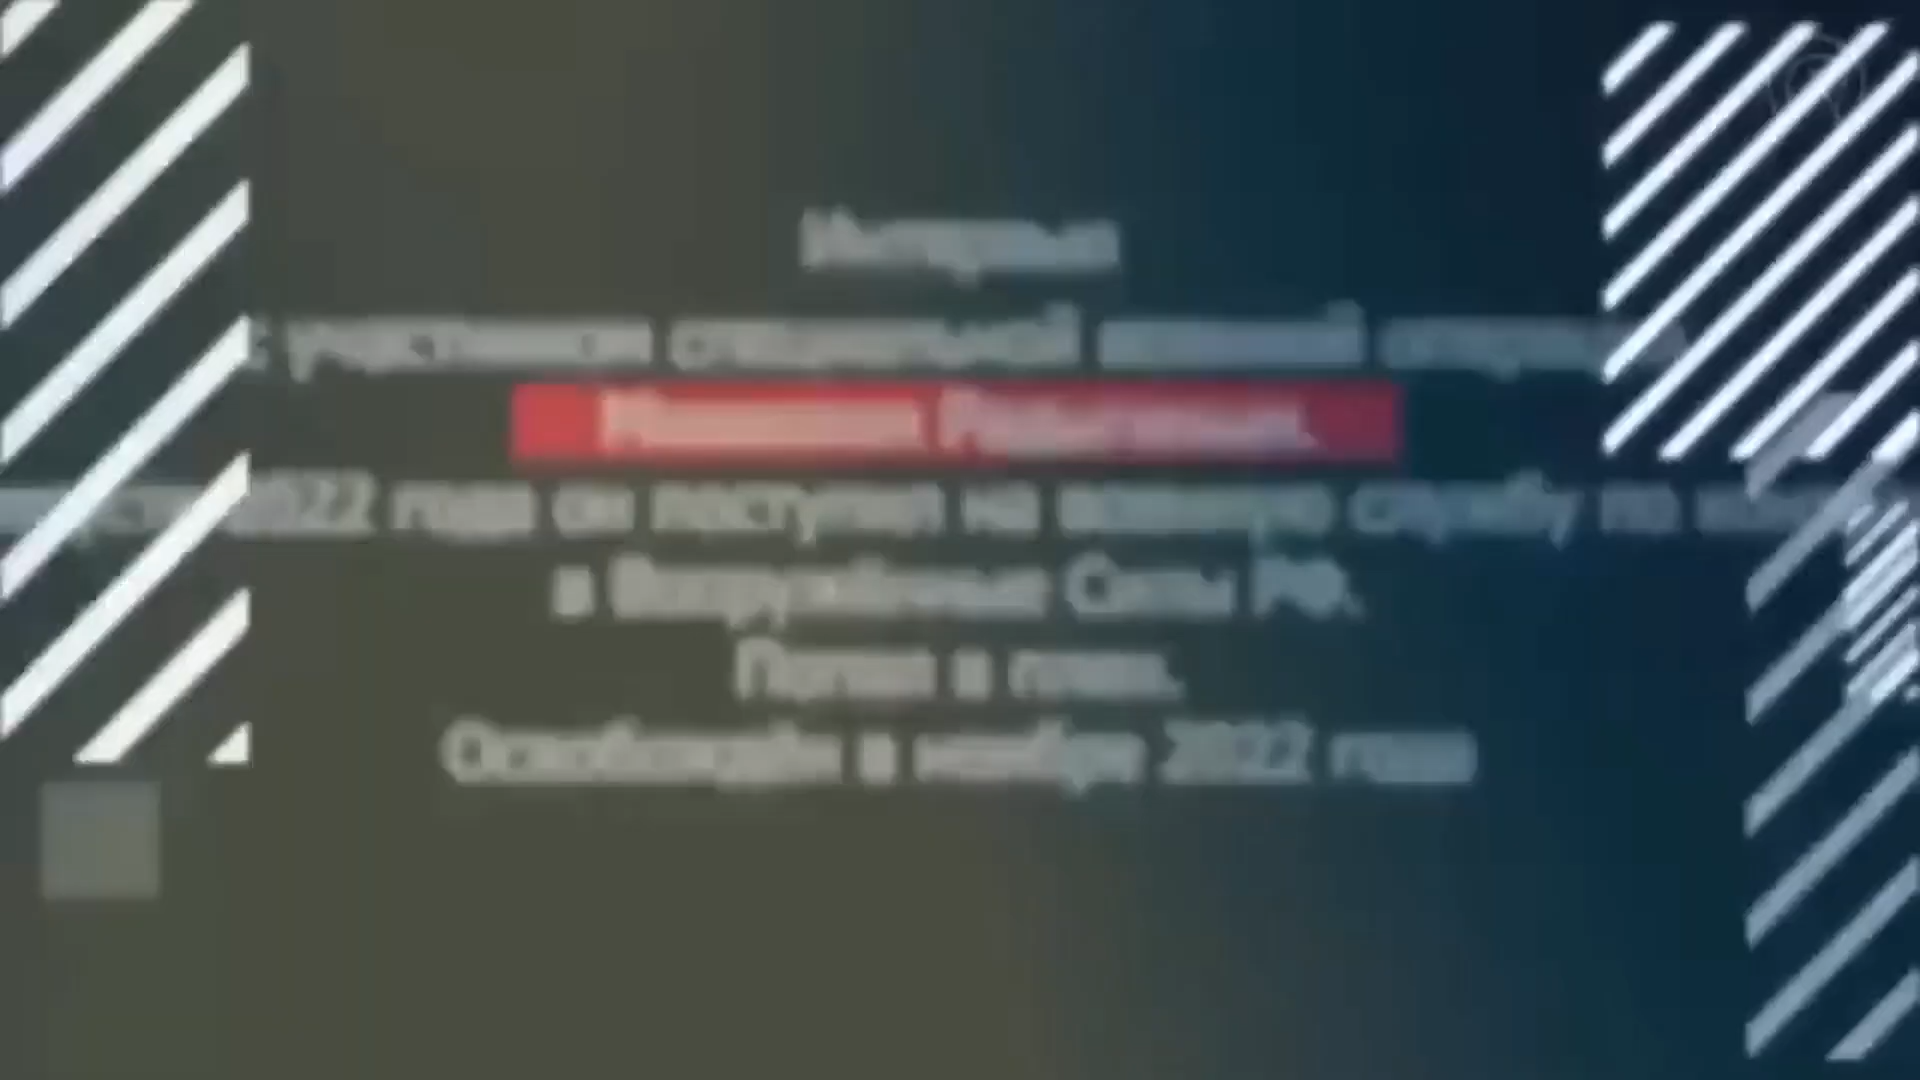 Интервью
с участником специальной военной операции
2022 года он поступил на военную службу по
в Вооружённые Силы РФ.
Попал в плен.
Освобождён в ноябре 2022 года